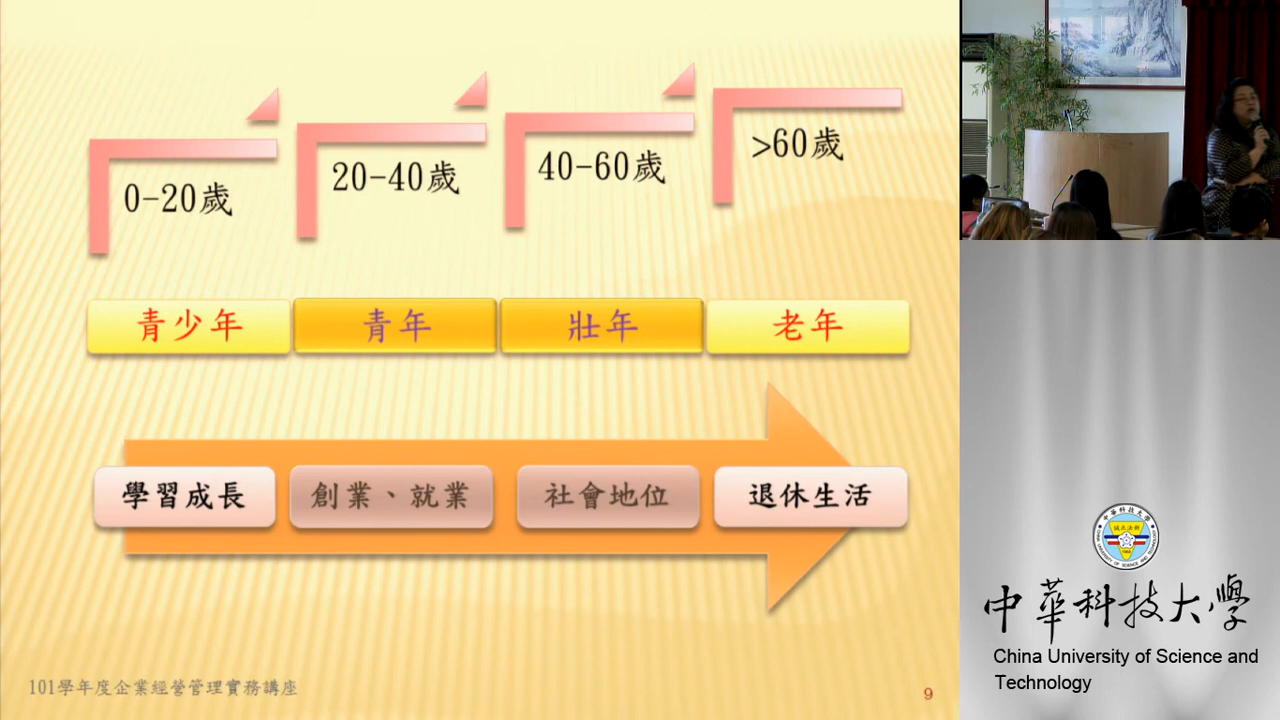 0-20歲
20-40歲
40-60歲
>60歲
青少年
青年
壯年
老年
學習成長
創業、就業
社會地位
退休生活
101學年度企業經營管理實務講座
9
中華科技大學
China University of Science and
Technology